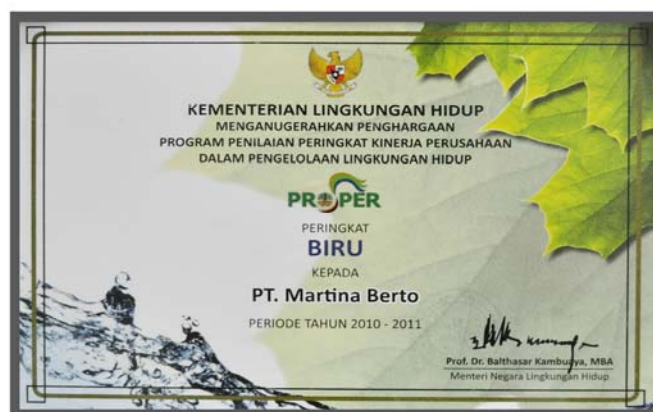 KEMENTERIAN LINGKUNGAN HIDUP
MENGANUGERAHKAN PENGHARGAAN
PROGRAM PENILAIAN PERINGKAT KINERJA PERUSAHAAN
DALAM PENGELOLAAN LINGKUNGAN HIDUP
PROPER
PERINGKAT
BIRU
KEPADA
PT. Martina Berto
PERIODE TAHUN 2010 - 2011
Prof. Dr. Balthasar Kambuaya, MBA
Menteri Negara Lingkungan Hidup